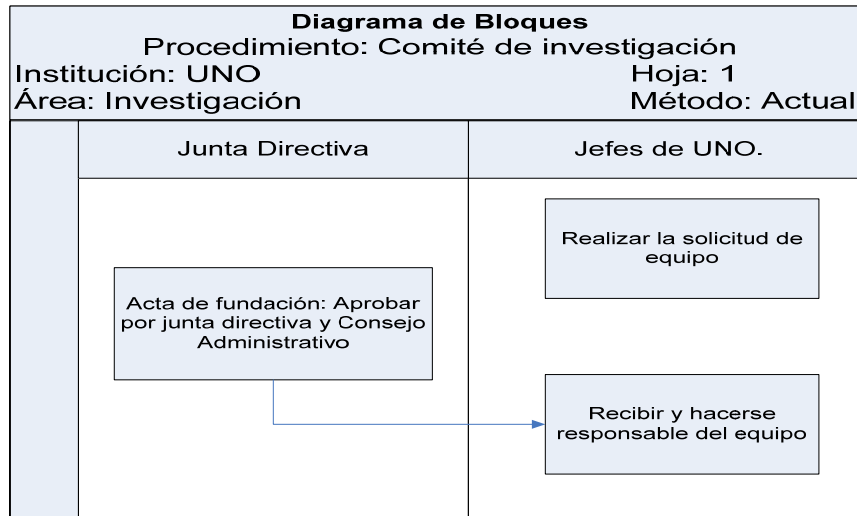 Diagrama de Bloques
Procedimiento: Comité de investigación
Institución: UNO Hoja: 1
Área: Investigación Método: Actual
Junta Directiva Jefes de UNO.
Realizar la solicitud de
equipo
Acta de fundación: Aprobar
por junta directiva y Consejo
Administrativo
Recibir y hacerse
responsable del equipo